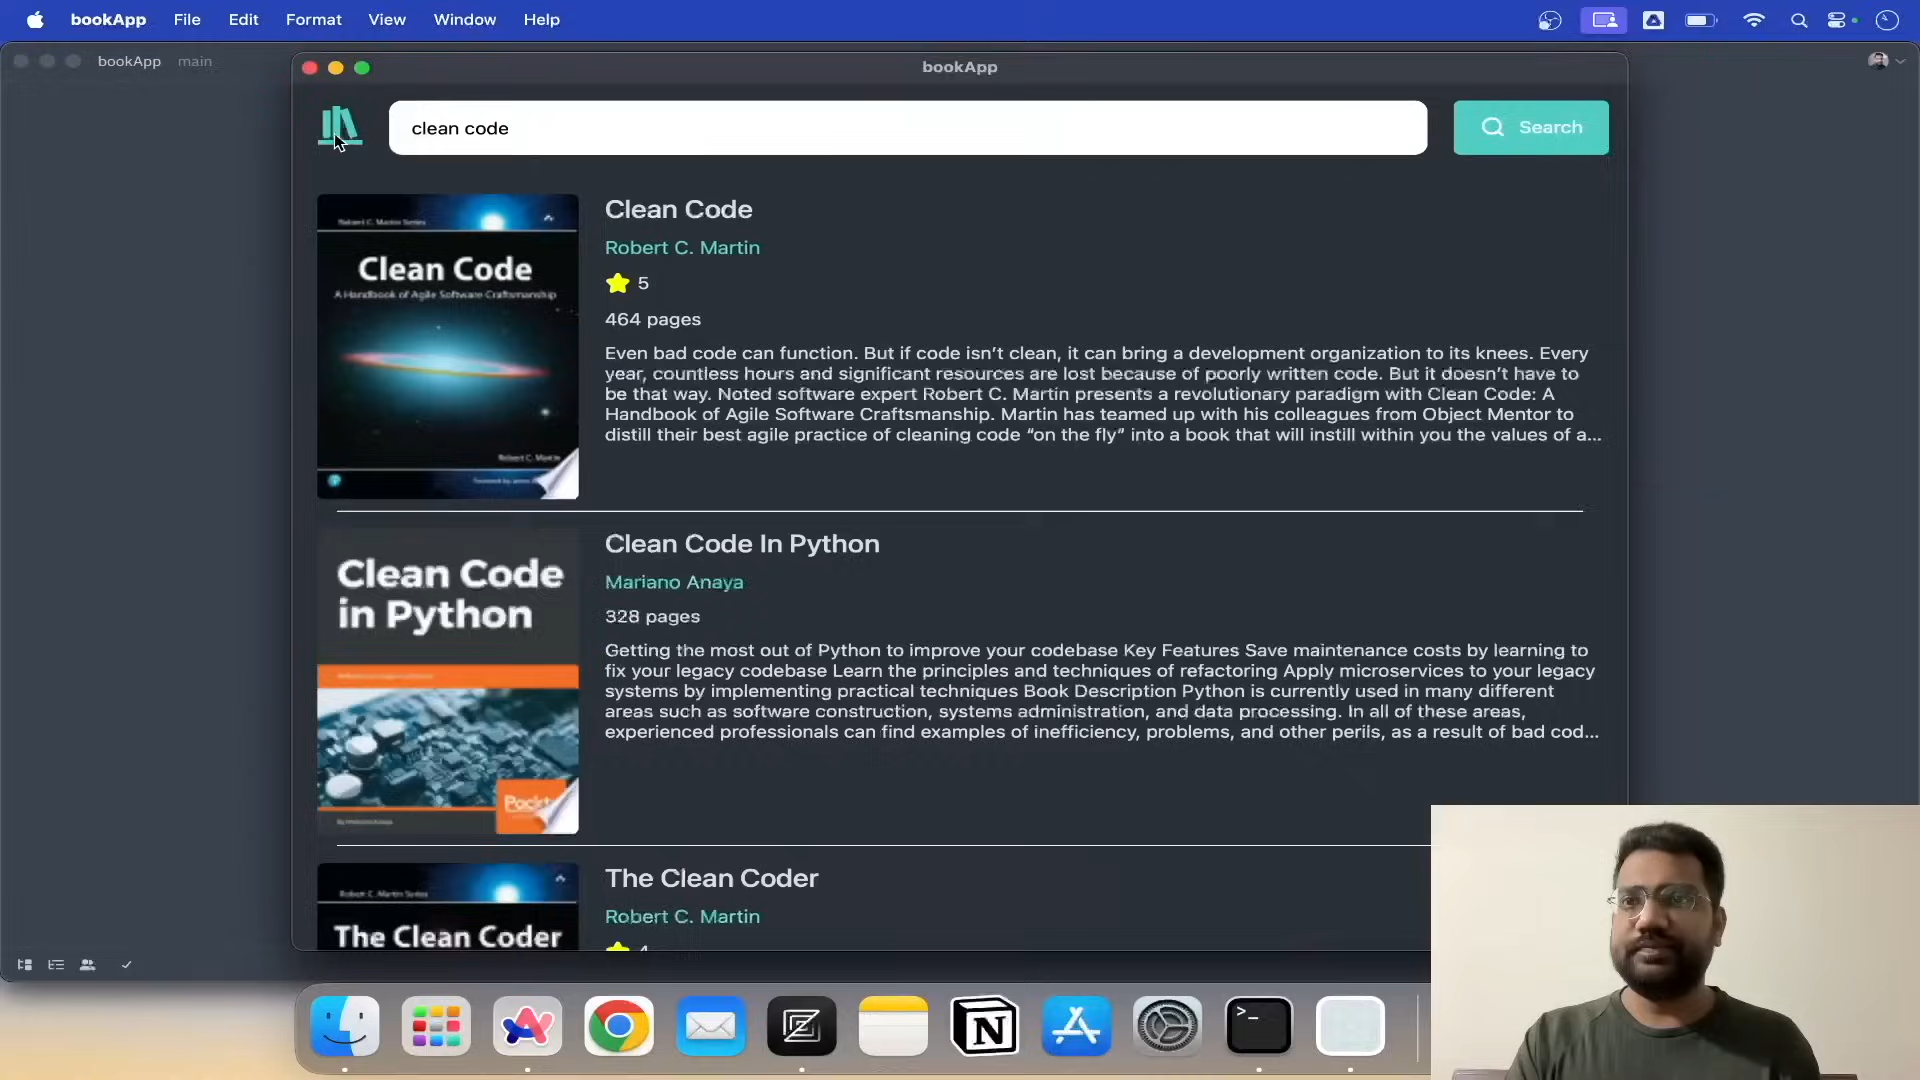 bookApp File Edit Format View Window Help
bookApp main
bookApp
clean code
Search
Clean Code
Robert C. Martin
5
464 pages
Even bad code can function. But if code isn’t clean, it can bring a development organization to its knees. Every
year, countless hours and significant resources are lost because of poorly written code. But it doesn’t have to
be that way. Noted software expert Robert C. Martin presents a revolutionary paradigm with Clean Code: A
Handbook of Agile Software Craftsmanship. Martin has teamed up with his colleagues from Object Mentor to
distill their best agile practice of cleaning code “on the fly” into a book that will instill within you the values of a...
Robert C. Martin Series
Clean Code
A Handbook of Agile Software Craftsmanship
Robert C. Martin
Clean Code In Python
Mariano Anaya
328 pages
Getting the most out of Python to improve your codebase Key Features Save maintenance costs by learning to
fix your legacy codebase Learn the principles and techniques of refactoring Apply microservices to your legacy
systems by implementing practical techniques Book Description Python is currently used in many different
areas such as software construction, systems administration, and data processing. In all of these areas,
experienced professionals can find examples of inefficiency, problems, and other perils, as a result of bad cod...
Clean Code
in Python
Packt
The Clean Coder
Robert C. Martin
4
Robert C. Martin Series
The Clean Coder